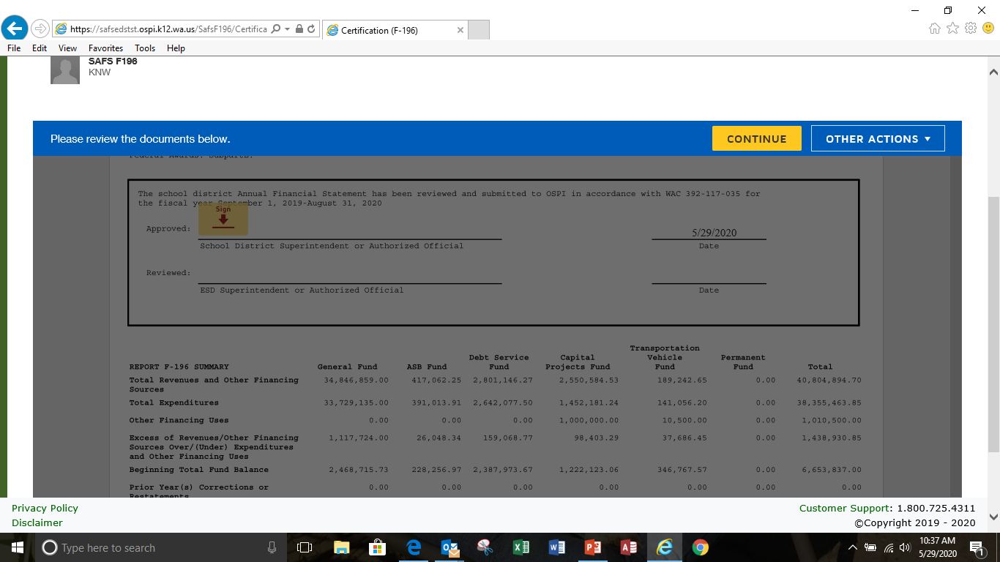 https://safsedstst.ospi.k12.wa.us/SafsF196/Certifica
Certification (F-196)
File Edit View Favorites Tools Help
SAFS F196
KNW
Please review the documents below.
CONTINUE
OTHER ACTIONS
Federal Awards. Subparts.
The school district Annual Financial Statement has been reviewed and submitted to OSPI in accordance with WAC 392-117-035 for
the fiscal year September 1, 2019-August 31, 2020
Sign
Approved:
5/29/2020
School District Superintendent or Authorized Official Date
Reviewed:
ESD Superintendent or Authorized Official Date
Transportation
Debt Service Capital Vehicle Permanent
REPORT F-196 SUMMARY General Fund ASB Fund Fund Projects Fund Fund Fund Total
Total Revenues and Other Financing 34,846,859.00 417,062.25 2,801,146.27 2,550,584.53 189,242.65 0.00 40,804,894.70
Sources
Total Expenditures 33,729,135.00 391,013.91 2,642,077.50 1,452,181.24 141,056.20 0.00 38,355,463.85
Other Financing Uses 0.00 0.00 0.00 1,000,000.00 10,500.00 0.00 1,010,500.00
Excess of Revenues/Other Financing 1,117,724.00 26,048.34 159,068.77 98,403.29 37,686.45 0.00 1,438,930.85
Sources Over/(Under) Expenditures
and Other Financing Uses
Beginning Total Fund Balance 2,468,715.73 228,256.97 2,387,973.67 1,222,123.06 346,767.57 0.00 6,653,837.00
Prior Year(s) Corrections or 0.00 0.00 0.00 0.00 0.00 0.00 0.00
Restatements
Privacy Policy
Disclaimer
Customer Support: 1.800.725.4311
©Copyright 2019 - 2020
Type here to search
10:37 AM
5/29/2020
1